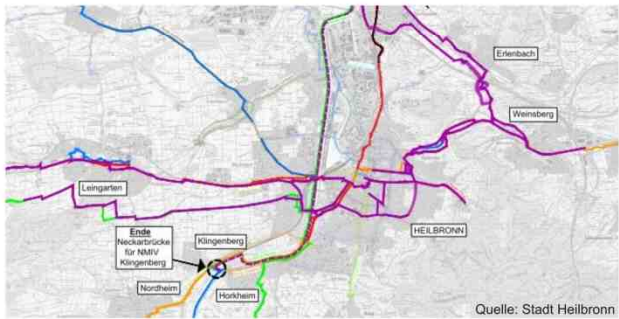 Erlenbach
Weinsberg
Leingarten
Ende
Neckarbrücke
für NMIV
Klingenberg
Klingenberg
HEILBRONN
Nordheim
Horkheim
Quelle: Stadt Heilbronn